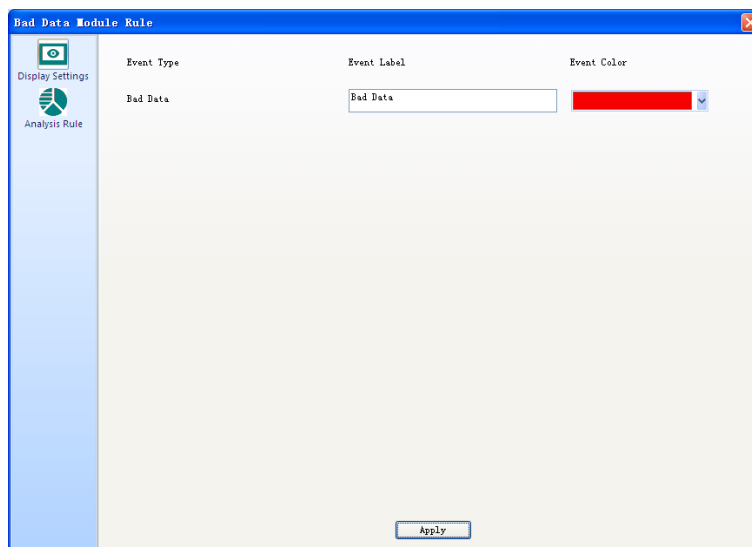 Bad Data Module Rule
Display Settings
Analysis Rule
Event Type Event Label Event Color
Bad Data Bad Data
Apply